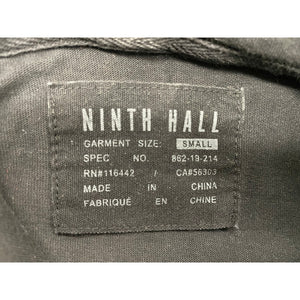 NINTH HALL
GARMENT SIZE: SMALL
SPEC NO. 862-19-214
RN#116442 / CA#56303
MADE IN CHINA
FABRIQUÉ EN CHINE